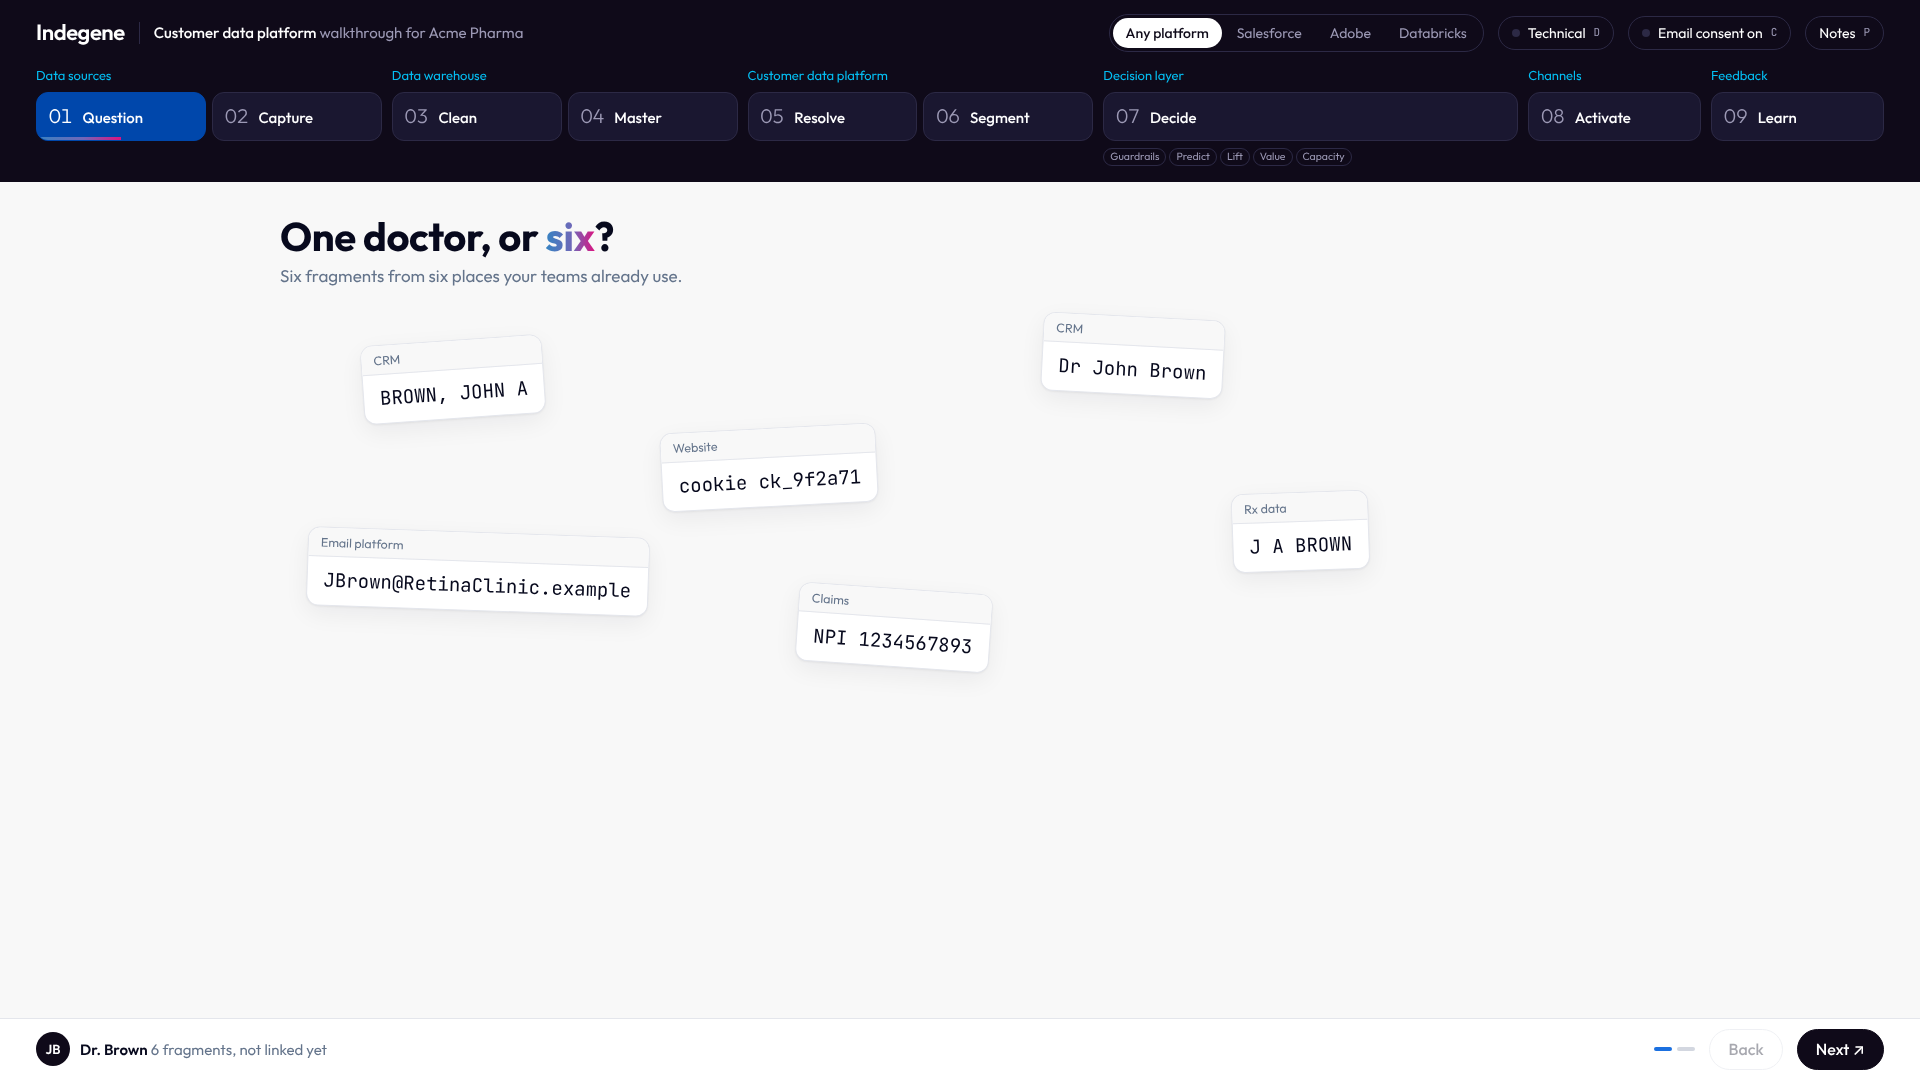 Indegene
Customer data platform walkthrough for Acme Pharma
Any platform
Salesforce
Adobe
Databricks
Technical D
Email consent on C
Notes P
Data sources
Data warehouse
Customer data platform
Decision layer
Channels
Feedback
01 Question
02 Capture
03 Clean
04 Master
05 Resolve
06 Segment
07 Decide
08 Activate
09 Learn
Guardrails
Predict
Lift
Value
Capacity
One doctor, or six?
Six fragments from six places your teams already use.
CRM
Dr John Brown
CRM
BROWN, JOHN A
Website
cookie ck_9f2a71
Rx data
J A BROWN
Email platform
JBrown@RetinaClinic.example
Claims
NPI 1234567893
JB
Dr. Brown 6 fragments, not linked yet
Back
Next ↗